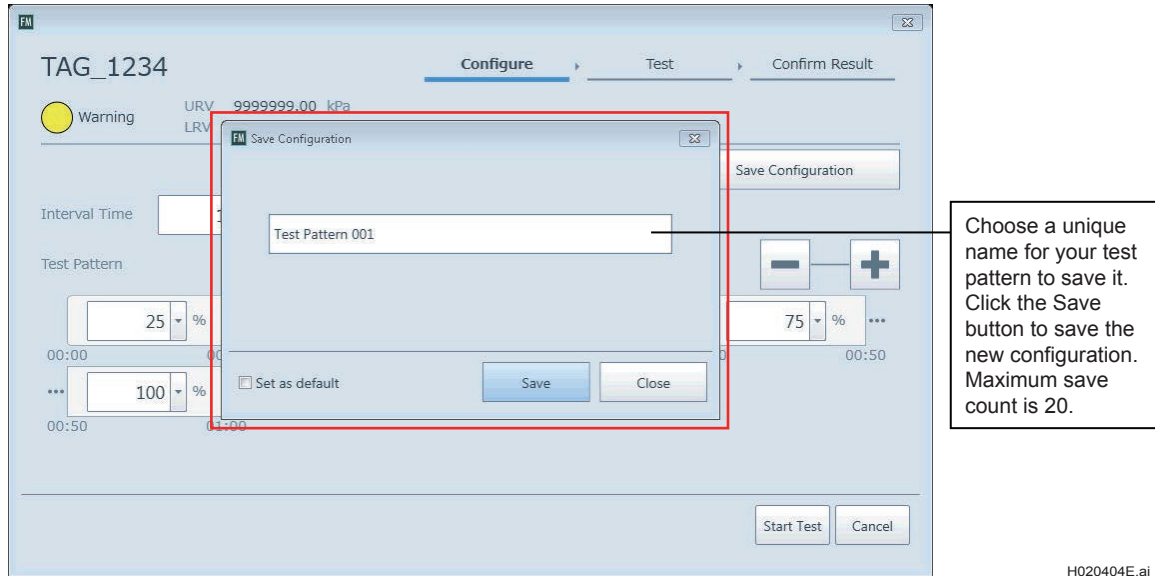 FM
TAG_1234
Configure Test Confirm Result
Warning
URV 9999999.00 kPa
LRV
FM Save Configuration
Save Configuration
Interval Time 1
Test Pattern 001
Test Pattern
25 %
75 % •••
00:00 00:50
••• 100 %
00:50 01:00
Set as default Save Close
Start Test Cancel
Choose a unique
name for your test
pattern to save it.
Click the Save
button to save the
new configuration.
Maximum save
count is 20.
H020404E.ai